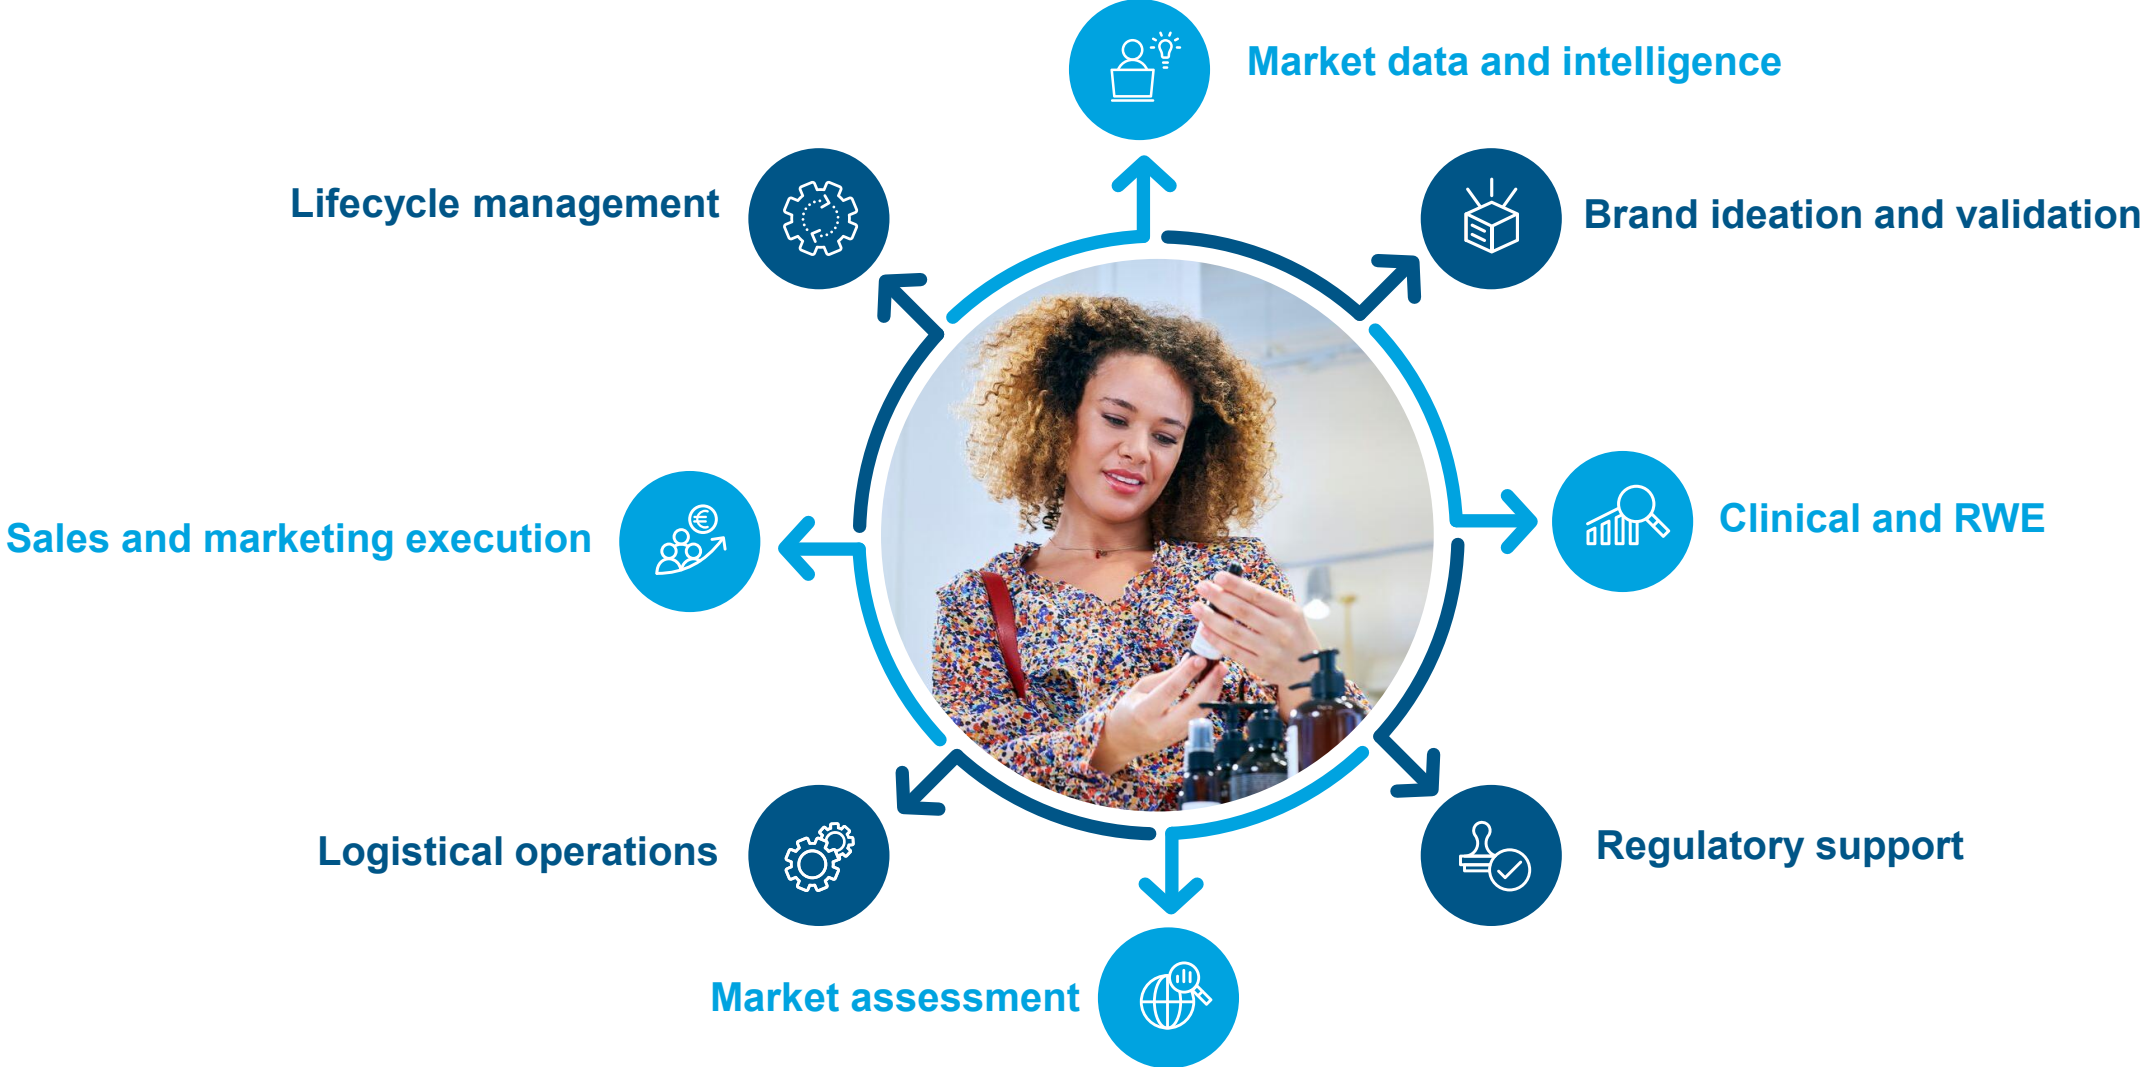 Market data and intelligence
Lifecycle management
Brand ideation and validation
Sales and marketing execution
Clinical and RWE
Logistical operations
Regulatory support
Market assessment